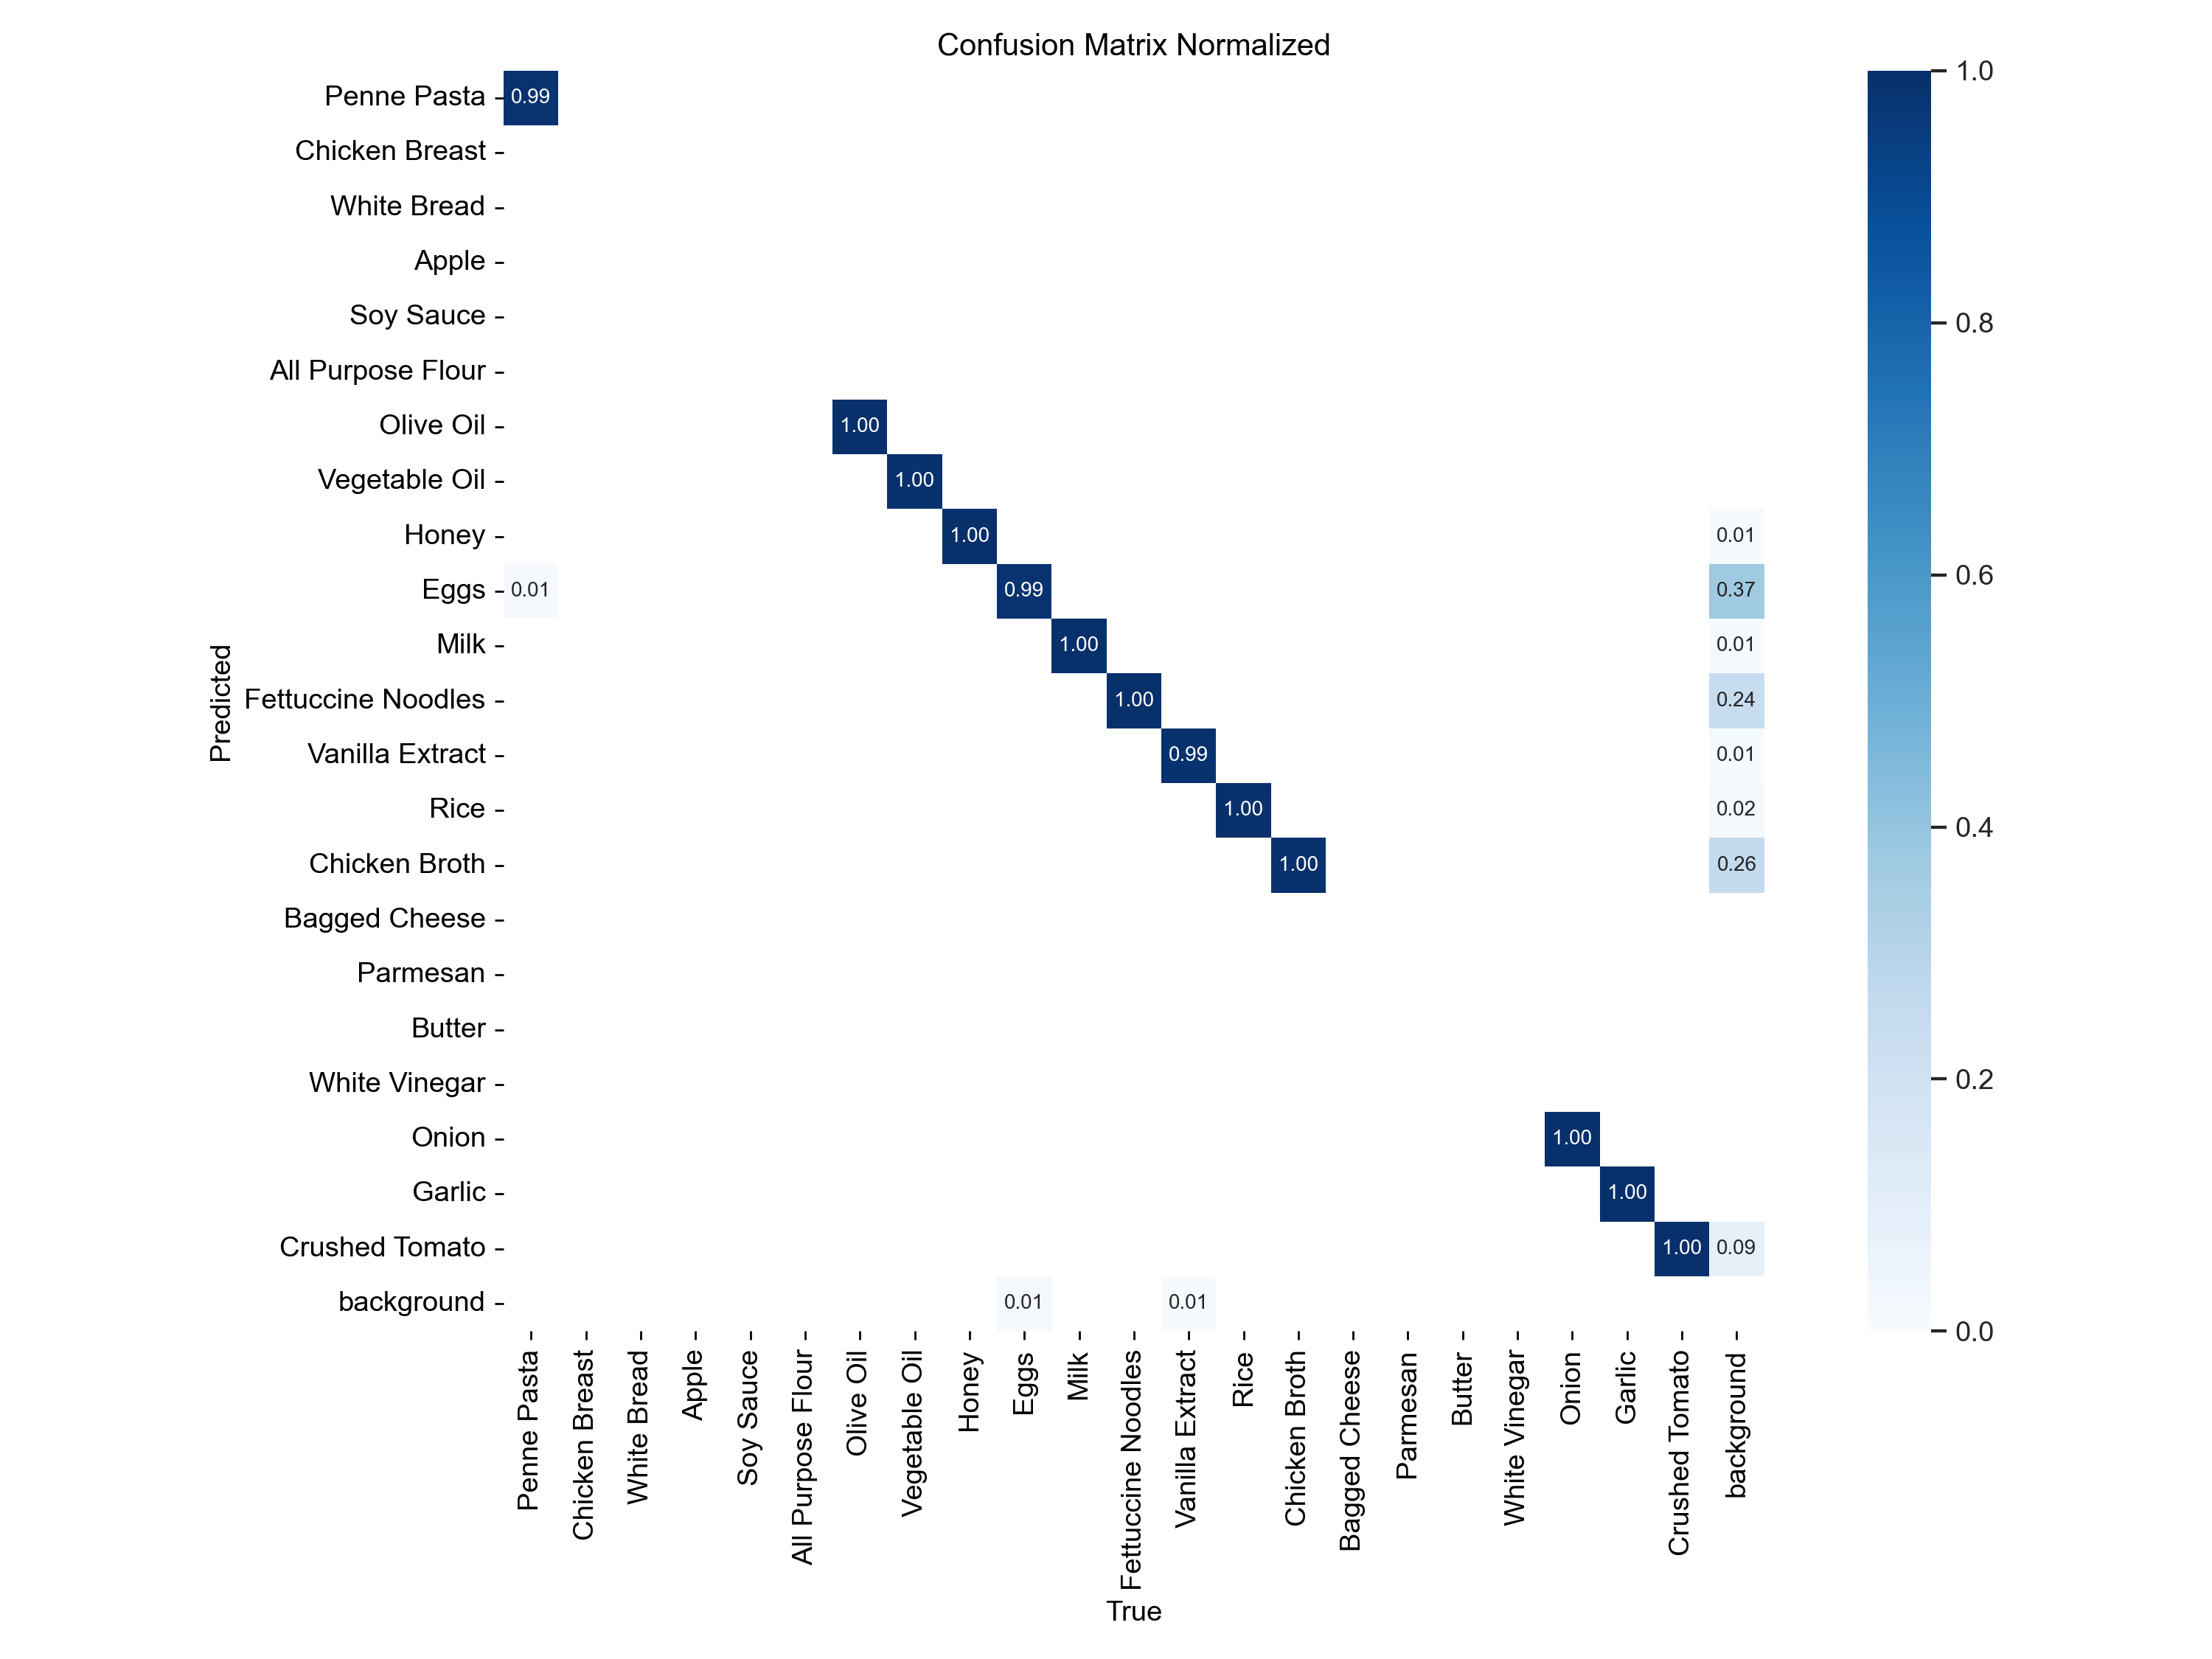 Confusion Matrix Normalized
Penne Pasta 0.99
Chicken Breast
White Bread
Apple
Soy Sauce
All Purpose Flour
Olive Oil 1.00
Vegetable Oil 1.00
Honey 1.00 0.01
Eggs 0.01 0.99 0.37
Milk 1.00 0.01
Fettuccine Noodles 1.00 0.24
Vanilla Extract 0.99 0.01
Rice 1.00 0.02
Chicken Broth 1.00 0.26
Bagged Cheese
Parmesan
Butter
White Vinegar
Onion 1.00
Garlic 1.00
Crushed Tomato 1.00 0.09
background 0.01 0.01
Predicted
Penne Pasta
Chicken Breast
White Bread
Apple
Soy Sauce
All Purpose Flour
Olive Oil
Vegetable Oil
Honey
Eggs
Milk
Fettuccine Noodles
Vanilla Extract
Rice
Chicken Broth
Bagged Cheese
Parmesan
Butter
White Vinegar
Onion
Garlic
Crushed Tomato
background
True
1.0
0.8
0.6
0.4
0.2
0.0